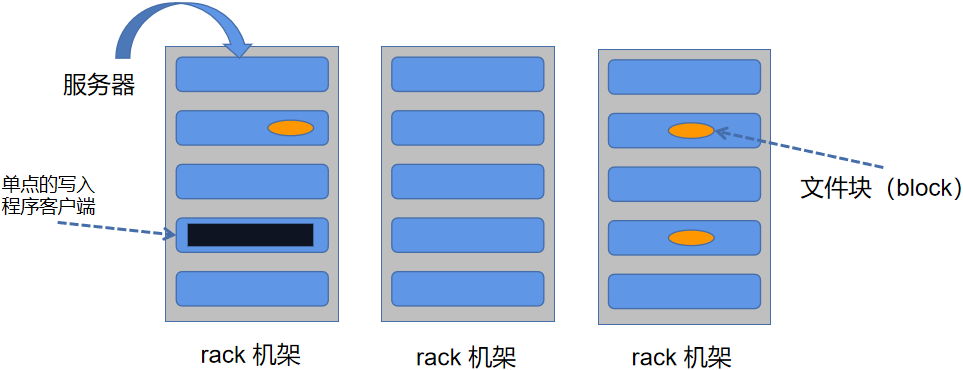 服务器
单点的写入
程序客户端
文件块（block）
rack 机架
rack 机架
rack 机架